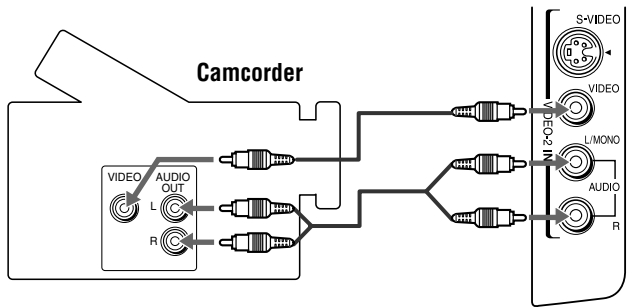 Camcorder
VIDEO
AUDIO
OUT
L
R
S-VIDEO
VIDEO
VIDEO-2 IN
L/MONO
AUDIO
R